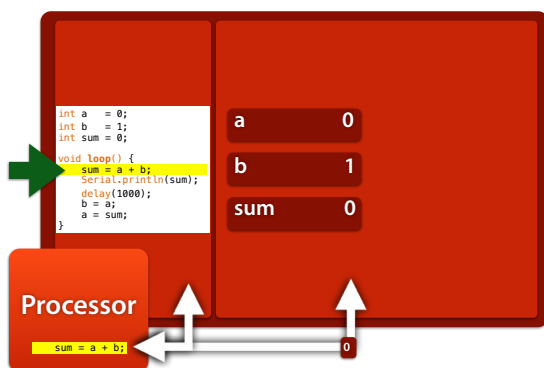 int a   = 0;
int b   = 1;
int sum = 0;
void loop() {
    sum = a + b;
    Serial.println(sum);
    delay(1000);
    b = a;
    a = sum;
}
a 0
b 1
sum 0
Processor
sum = a + b;
0